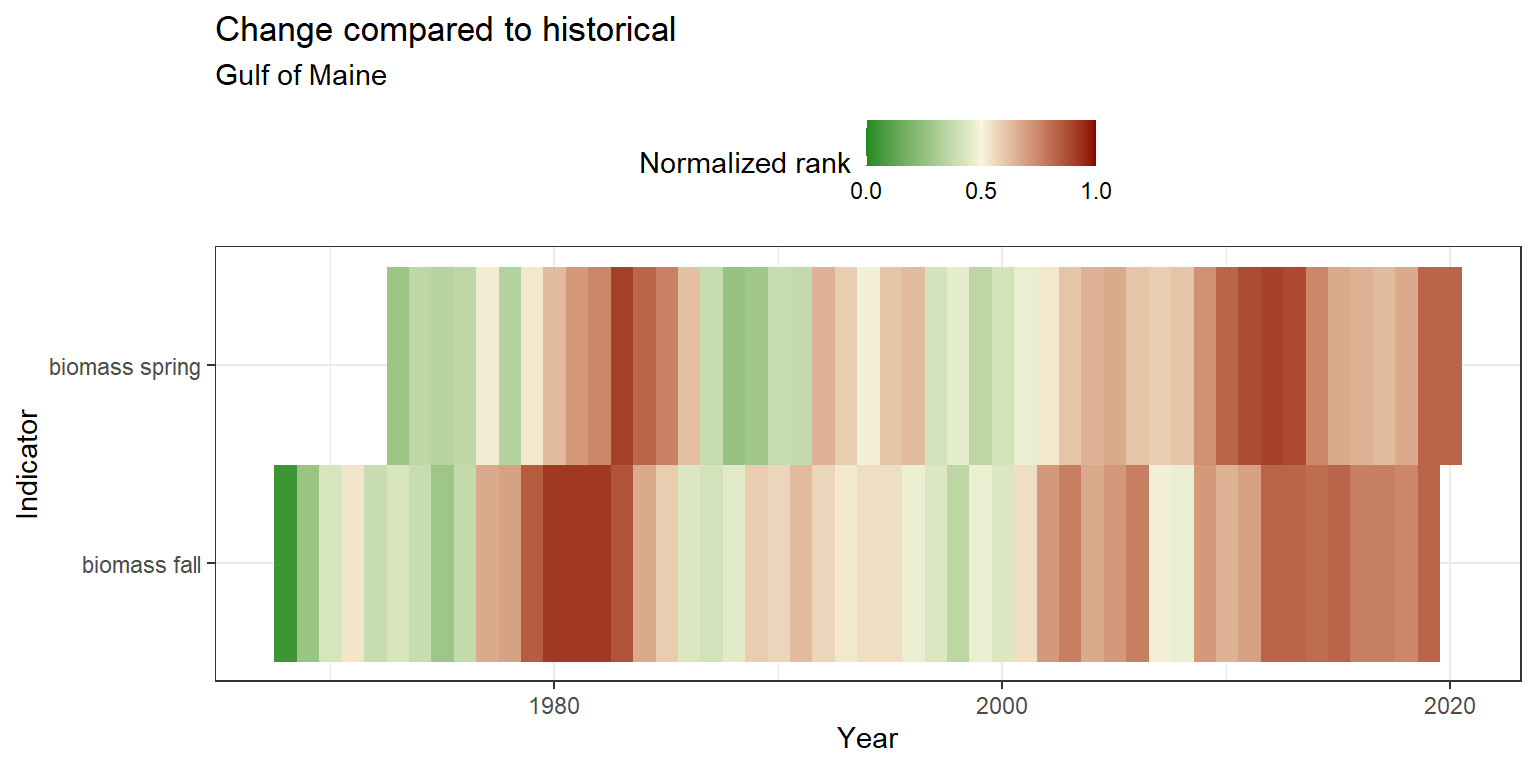 Change compared to historical
Gulf of Maine
Normalized rank
0.0 0.5 1.0
Indicator
biomass spring
biomass fall
1980 2000 2020
Year